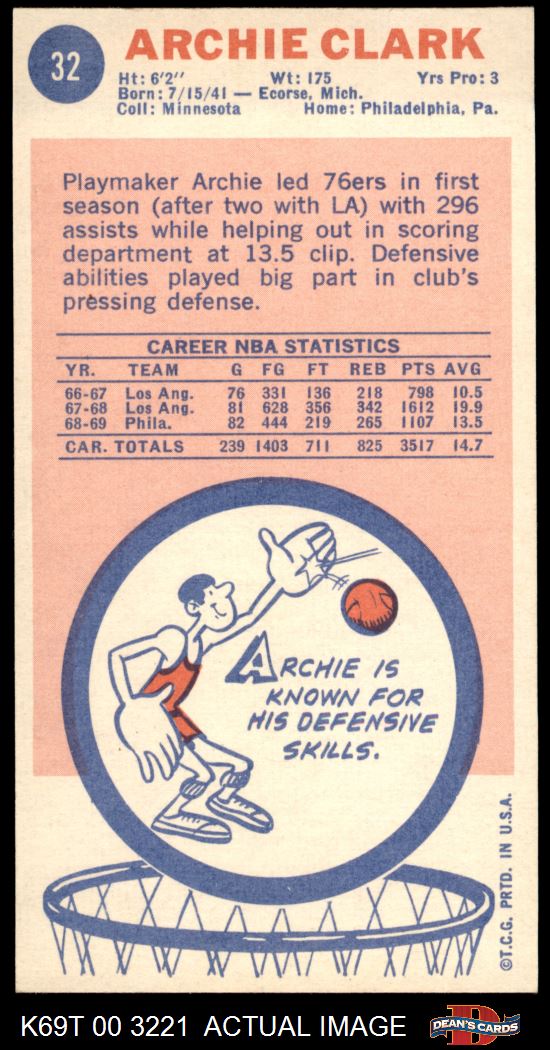 32
ARCHIE CLARK
Ht: 6'2" Wt: 175 Yrs Pro: 3
Born: 7/15/41 — Ecorse, Mich.
Coll: Minnesota Home: Philadelphia, Pa.
Playmaker Archie led 76ers in first
season (after two with LA) with 296
assists while helping out in scoring
department at 13.5 clip. Defensive
abilities played big part in club's
pressing defense.
CAREER NBA STATISTICS
YR. TEAM G FG FT REB PTS AVG
66-67 Los Ang. 76 331 136 218 798 10.5
67-68 Los Ang. 81 628 356 342 1612 19.9
68-69 Phila. 82 444 219 265 1107 13.5
CAR. TOTALS 239 1403 711 825 3517 14.7
ARCHIE IS
KNOWN FOR
HIS DEFENSIVE
SKILLS.
©T.C.G. PRTD. IN U.S.A.
K69T 00 3221 ACTUAL IMAGE
D
DEAN'S CARDS